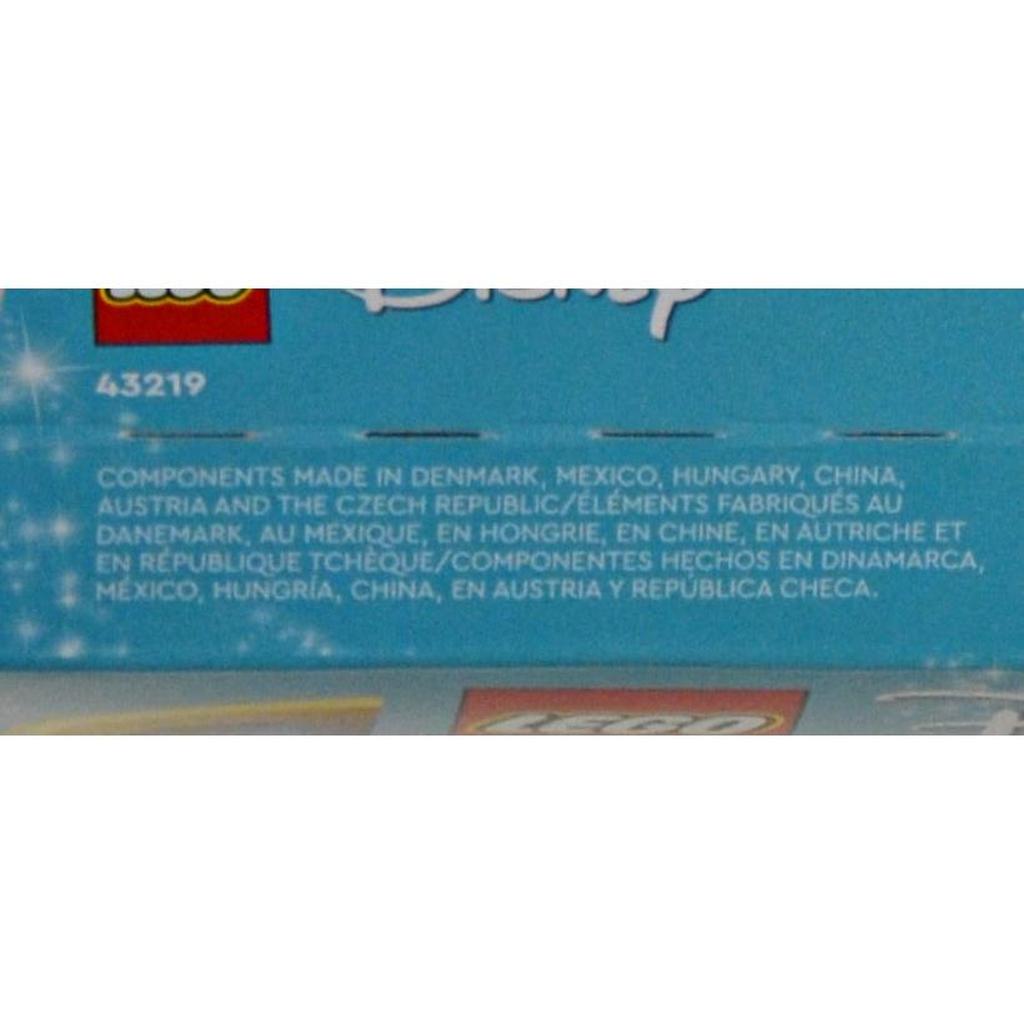 LEGO Disney
43219
COMPONENTS MADE IN DENMARK, MEXICO, HUNGARY, CHINA,
AUSTRIA AND THE CZECH REPUBLIC/ÉLÉMENTS FABRIQUÉS AU
DANEMARK, AU MEXIQUE, EN HONGRIE, EN CHINE, EN AUTRICHE ET
EN RÉPUBLIQUE TCHÈQUE/COMPONENTES HECHOS EN DINAMARCA,
MÉXICO, HUNGRÍA, CHINA, EN AUSTRIA Y REPÚBLICA CHECA.
LEGO